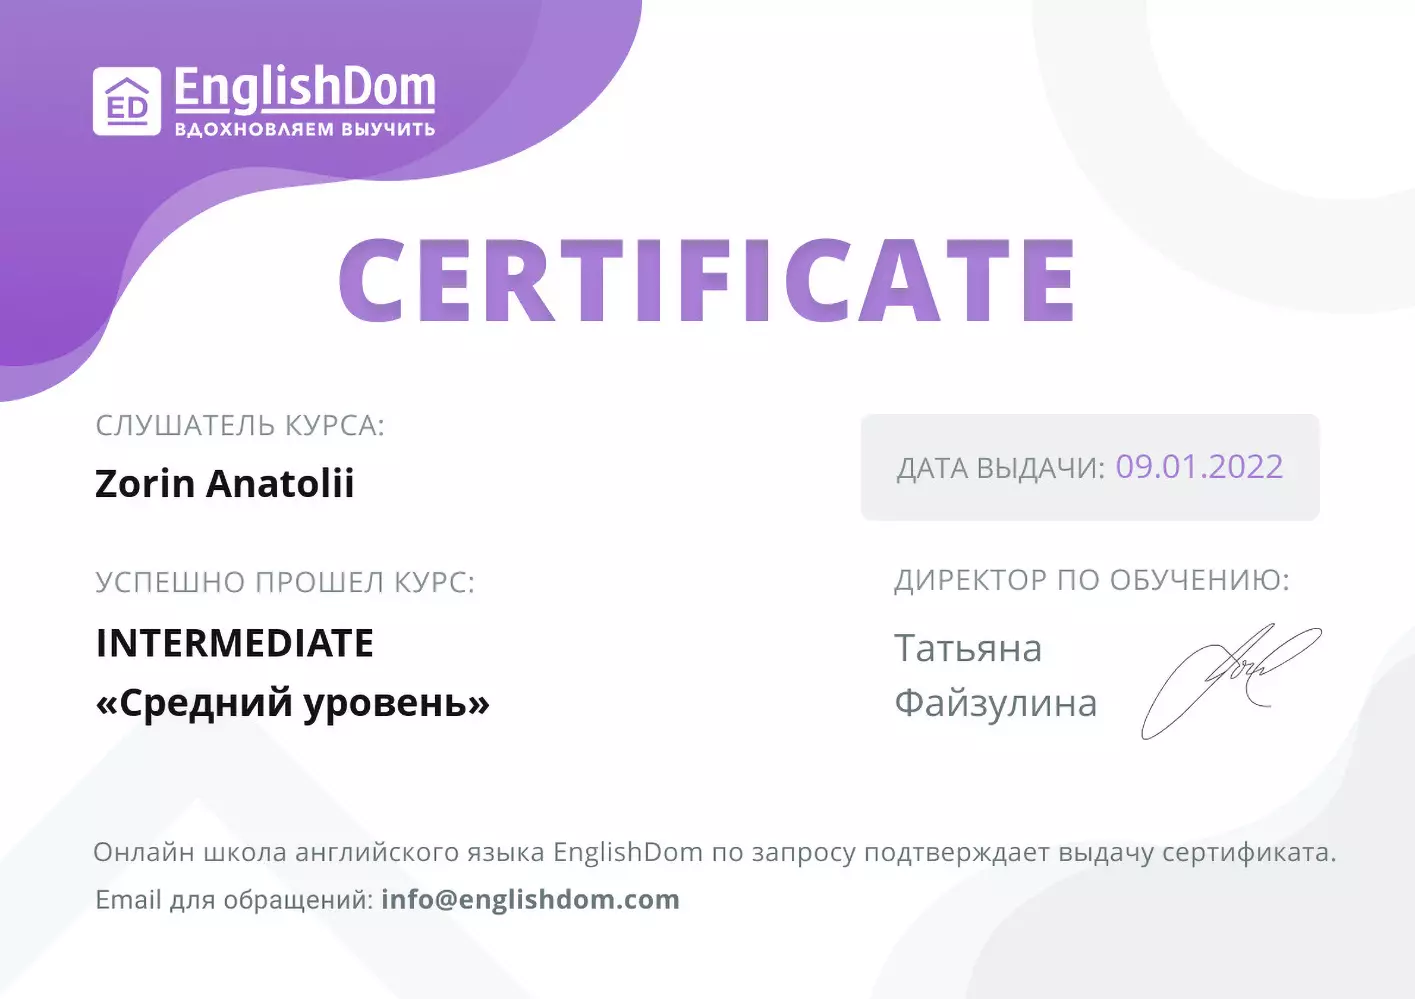 ED
EnglishDom
ВДОХНОВЛЯЕМ ВЫУЧИТЬ
CERTIFICATE
СЛУШАТЕЛЬ КУРСА:
Zorin Anatolii
ДАТА ВЫДАЧИ: 09.01.2022
УСПЕШНО ПРОШЕЛ КУРС:
INTERMEDIATE
«Средний уровень»
ДИРЕКТОР ПО ОБУЧЕНИЮ:
Татьяна
Файзулина
Онлайн школа английского языка EnglishDom по запросу подтверждает выдачу сертификата.
Email для обращений: info@englishdom.com